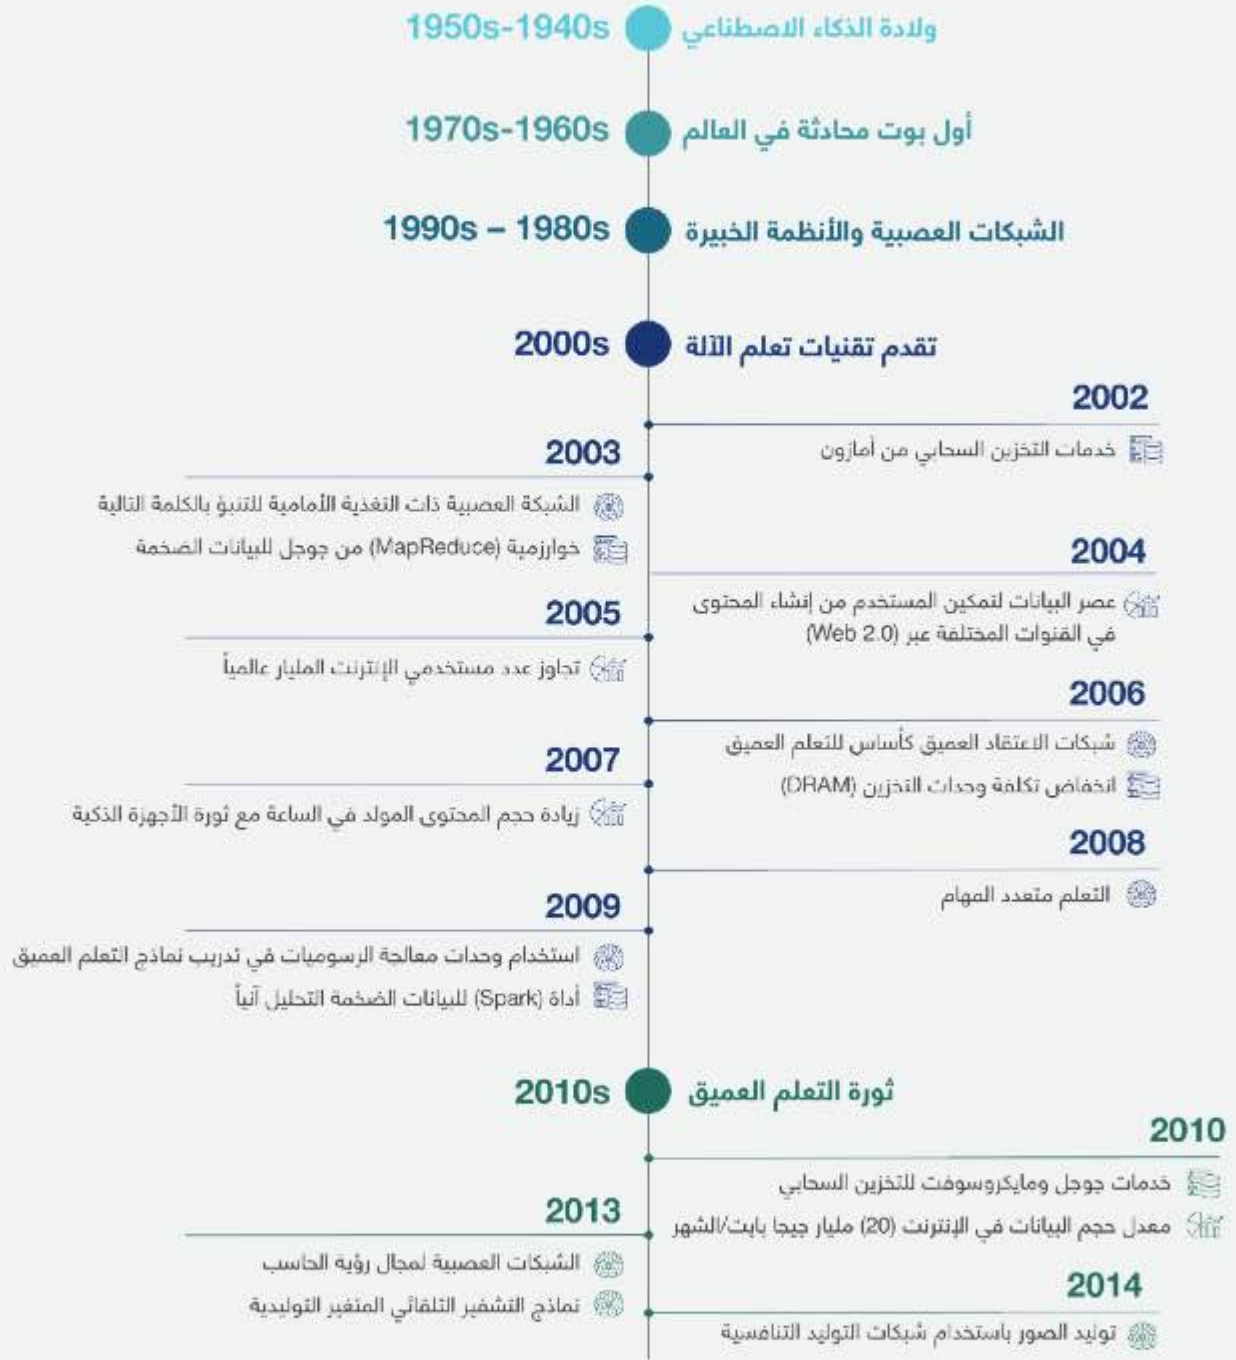 ولادة الذكاء الاصطناعي 1950s-1940s
أول بوت محادثة في العالم 1970s-1960s
الشبكات العصبية والأنظمة الخبيرة 1990s – 1980s
تقدم تقنيات تعلم الآلة 2000s
2002
خدمات التخزين السحابي من أمازون
2003
الشبكة العصبية ذات التغذية الأمامية للتنبؤ بالكلمة التالية
خوارزمية (MapReduce) من جوجل للبيانات الضخمة
2004
عصر البيانات لتمكين المستخدم من إنشاء المحتوى
في القنوات المختلفة عبر (Web 2.0)
2005
تجاوز عدد مستخدمي الإنترنت المليار عالمياً
2006
شبكات الاعتقاد العميق كأساس للتعلم العميق
انخفاض تكلفة وحدات التخزين (DRAM)
2007
زيادة حجم المحتوى المولد في الساعة مع ثورة الأجهزة الذكية
2008
التعلم متعدد المهام
2009
استخدام وحدات معالجة الرسوميات في تدريب نماذج التعلم العميق
أداة (Spark) للبيانات الضخمة التحليل آنياً
ثورة التعلم العميق 2010s
2010
خدمات جوجل ومايكروسوفت للتخزين السحابي
معدل حجم البيانات في الإنترنت (20) مليار جيجا بايت/الشهر
2013
الشبكات العصبية لمجال رؤية الحاسب
نماذج التشفير التلقائي المتغير التوليدية
2014
توليد الصور باستخدام شبكات التوليد التنافسية